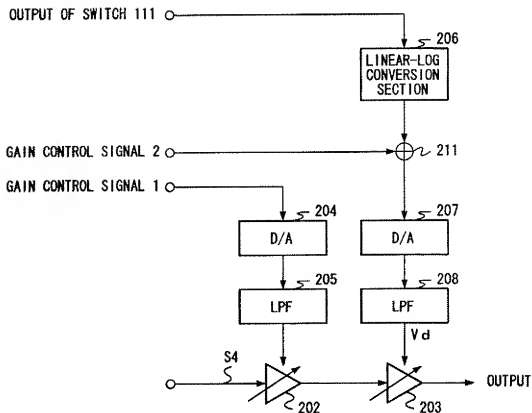 OUTPUT OF SWITCH 111
206
LINEAR-LOG
CONVERSION
SECTION
GAIN CONTROL SIGNAL 2
211
GAIN CONTROL SIGNAL 1
204
207
D/A
D/A
205
208
LPF
LPF
Vd
S4
OUTPUT
202
203